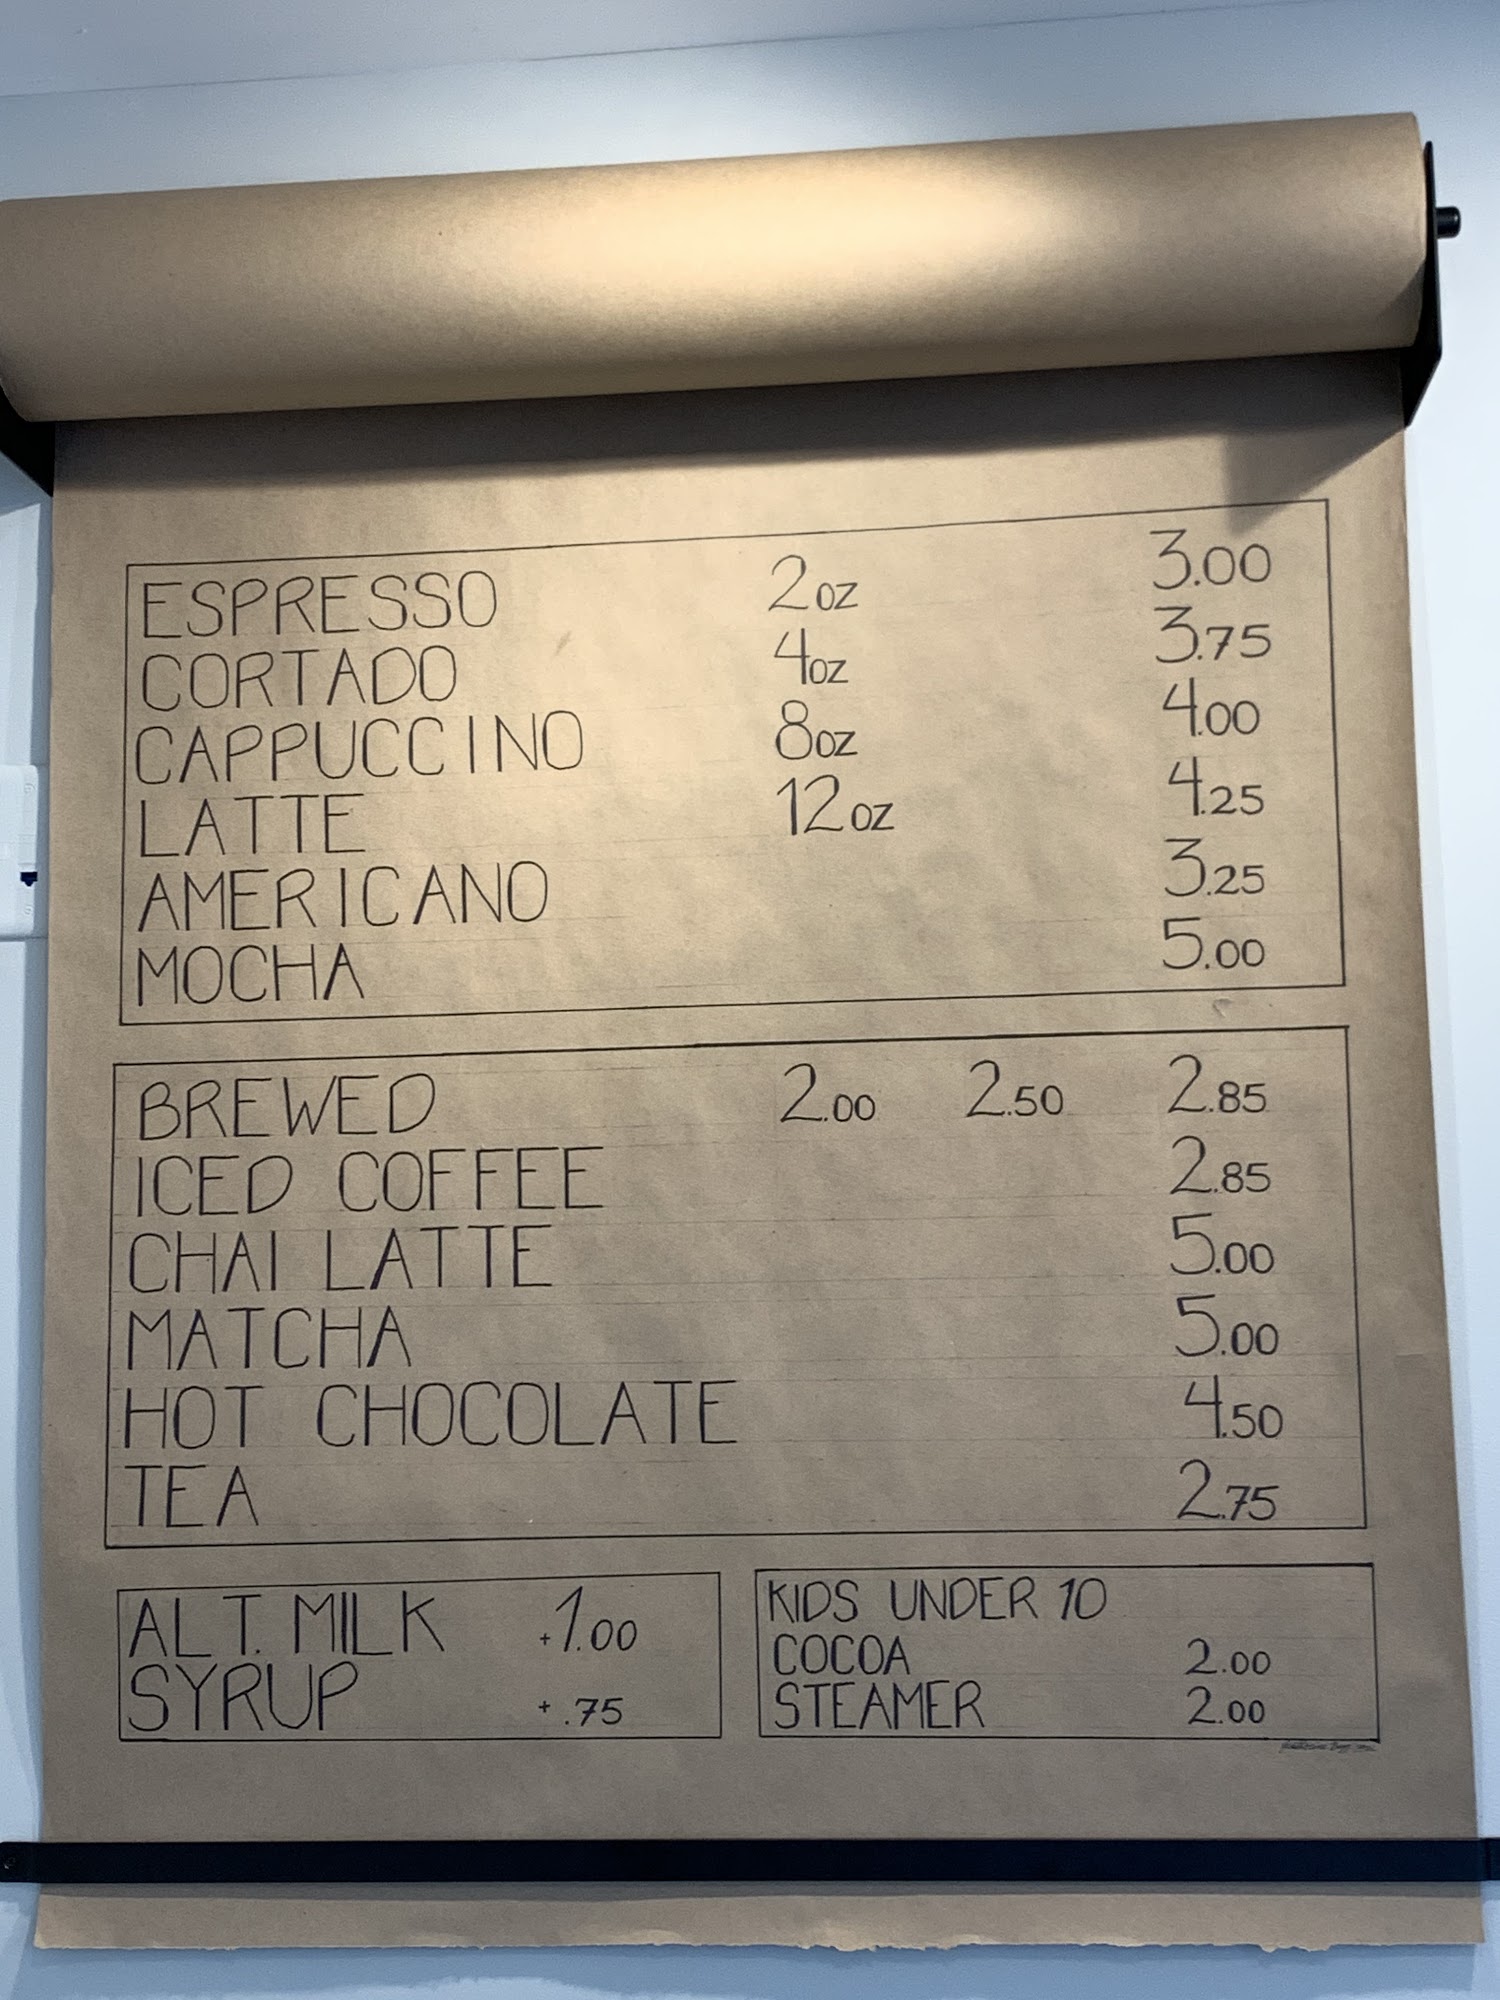 ESPRESSO 2oz 3.00
CORTADO 4oz 3.75
CAPPUCCINO 8oz 4.00
LATTE 12oz 4.25
AMERICANO 3.25
MOCHA 5.00
BREWED 2.00 2.50 2.85
ICED COFFEE 2.85
CHAI LATTE 5.00
MATCHA 5.00
HOT CHOCOLATE 4.50
TEA 2.75
ALT. MILK +1.00
SYRUP +.75
KIDS UNDER 10
COCOA 2.00
STEAMER 2.00